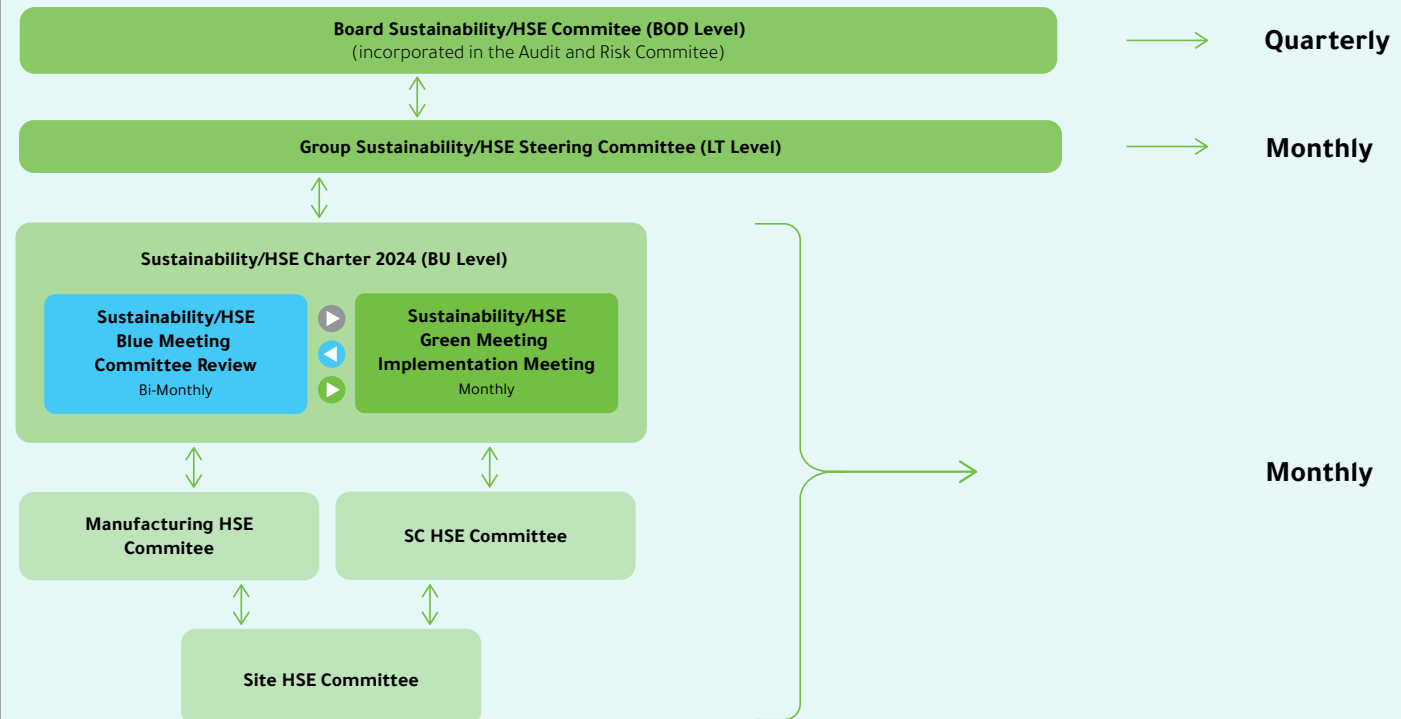 Board Sustainability/HSE Commitee (BOD Level)
(incorporated in the Audit and Risk Commitee)
Quarterly
Group Sustainability/HSE Steering Committee (LT Level)
Monthly
Sustainability/HSE Charter 2024 (BU Level)
Sustainability/HSE
Blue Meeting
Committee Review
Bi-Monthly
Sustainability/HSE
Green Meeting
Implementation Meeting
Monthly
Monthly
Manufacturing HSE
Commitee
SC HSE Committee
Site HSE Committee